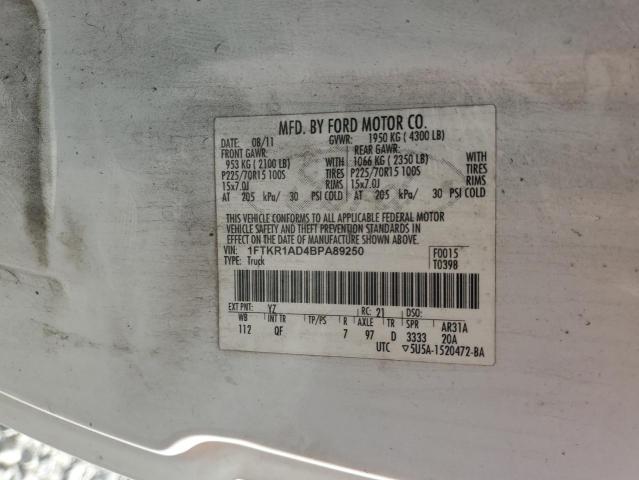 MFD. BY FORD MOTOR CO.
DATE: 08/11 GVWR: 1950 KG (4300 LB)
FRONT GAWR: REAR GAWR:
953 KG (2100 LB) WITH 1066 KG (2350 LB) WITH
P225/70R15 100S TIRES P225/70R15 100S TIRES
15x7.0J RIMS 15x7.0J RIMS
AT 205 kPa/ 30 PSI COLD AT 205 kPa/ 30 PSI COLD
THIS VEHICLE CONFORMS TO ALL APPLICABLE FEDERAL MOTOR
VEHICLE SAFETY AND THEFT PREVENTION STANDARDS IN
EFFECT ON THE DATE OF MANUFACTURE SHOWN ABOVE.
VIN: 1FTKR1AD4BPA89250 F0015
TYPE: Truck T0398
EXT PNT: YZ RC: 21 DSO:
WB INT TR TP/PS R AXLE TR SPR AR31A
112 QF 7 97 D 3333 20A
UTC ▽5U5A-1520472-BA